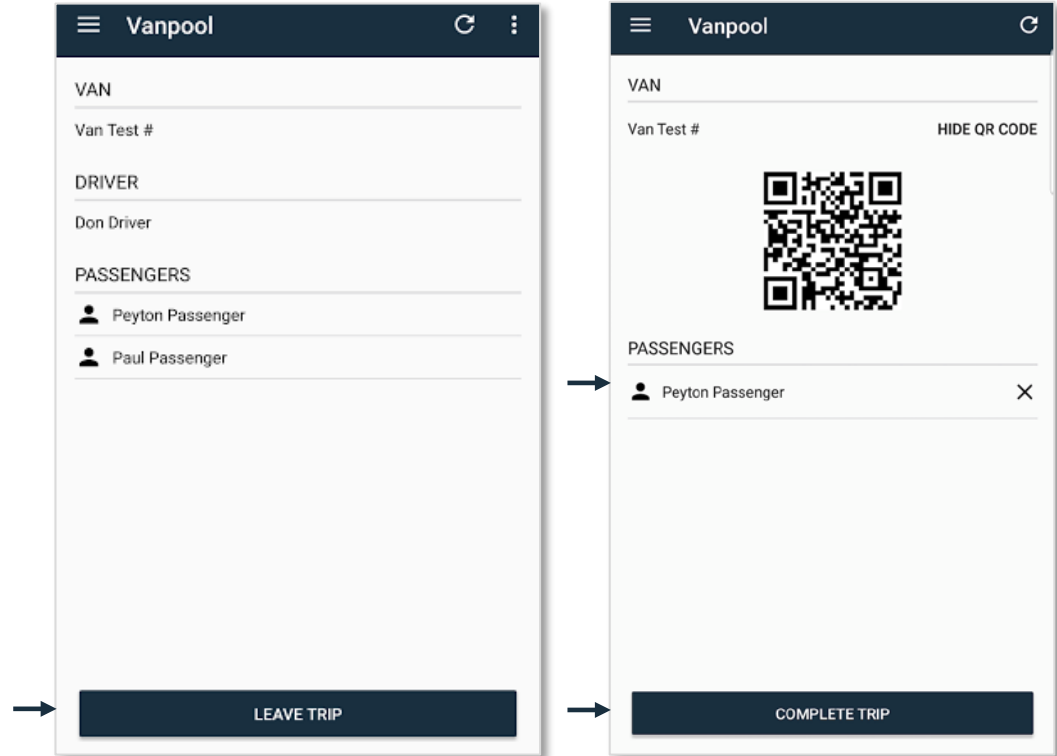 Vanpool
VAN
Van Test #
DRIVER
Don Driver
PASSENGERS
Peyton Passenger
Paul Passenger
LEAVE TRIP
Vanpool
VAN
Van Test #
HIDE QR CODE
PASSENGERS
Peyton Passenger
COMPLETE TRIP